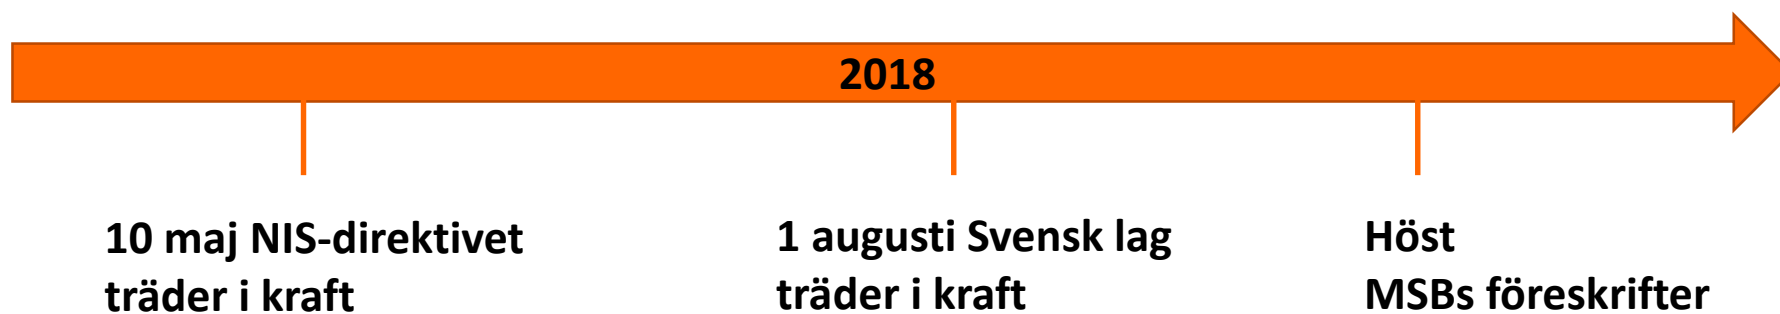 2018
10 maj NIS-direktivet
träder i kraft
1 augusti Svensk lag
träder i kraft
Höst
MSBs föreskrifter